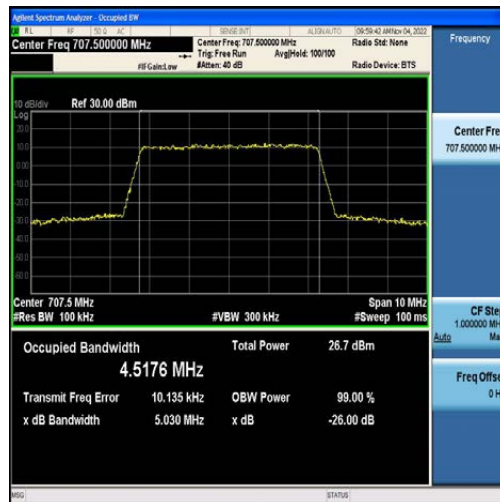 Agilent Spectrum Analyzer - Occupied BW
RL RF 50 Ω AC SENSE:INT ALIGNAUTO 09:59:42 AM Nov 04, 2022
Center Freq 707.500000 MHz
Center Freq: 707.500000 MHz
Radio Std: None
Trig: Free Run Avg|Hold: 100/100
#IFGain:Low
#Atten: 40 dB
Radio Device: BTS
Frequency
10 dB/div Ref 30.00 dBm
Log
20.0
10.0
0.00
-10.0
-20.0
-30.0
-40.0
-50.0
-60.0
Center Fre
707.500000 MH
Center 707.5 MHz Span 10 MHz
#Res BW 100 kHz #VBW 300 kHz #Sweep 100 ms
CF Ste
1.000000 MH
Auto Ma
Occupied Bandwidth Total Power 26.7 dBm
4.5176 MHz
Transmit Freq Error 10.135 kHz OBW Power 99.00 %
x dB Bandwidth 5.030 MHz x dB -26.00 dB
Freq Offse
0 H
MSG STATUS